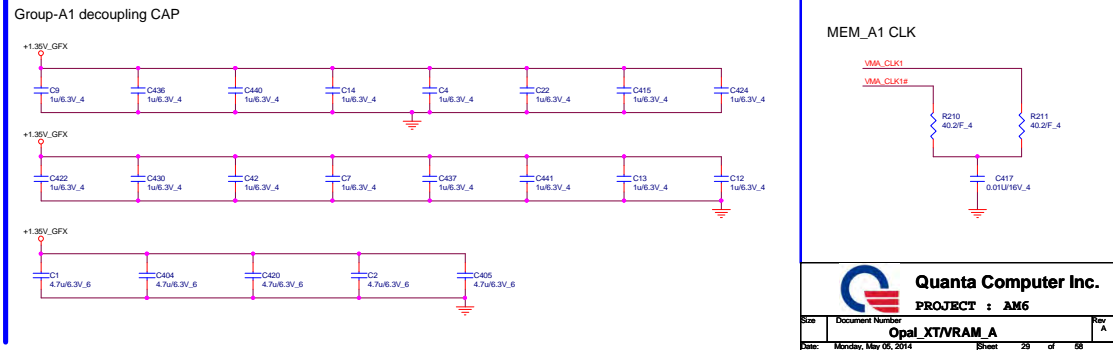 Group-A1 decoupling CAP
+1.35V_GFX
C9
1u/6.3V_4
C436
1u/6.3V_4
C440
1u/6.3V_4
C14
1u/6.3V_4
C4
1u/6.3V_4
C22
1u/6.3V_4
C415
1u/6.3V_4
C424
1u/6.3V_4
+1.35V_GFX
C422
1u/6.3V_4
C430
1u/6.3V_4
C42
1u/6.3V_4
C7
1u/6.3V_4
C437
1u/6.3V_4
C441
1u/6.3V_4
C13
1u/6.3V_4
C12
1u/6.3V_4
+1.35V_GFX
C1
4.7u/6.3V_6
C404
4.7u/6.3V_6
C420
4.7u/6.3V_6
C2
4.7u/6.3V_6
C405
4.7u/6.3V_6
MEM_A1 CLK
VMA_CLK1
VMA_CLK1#
R210
40.2/F_4
R211
40.2/F_4
C417
0.01U/16V_4
Quanta Computer Inc.
PROJECT : AM6
Size Document Number Rev
Opal_XT/VRAM_A A
Date: Monday, May 05, 2014 Sheet 29 of 58